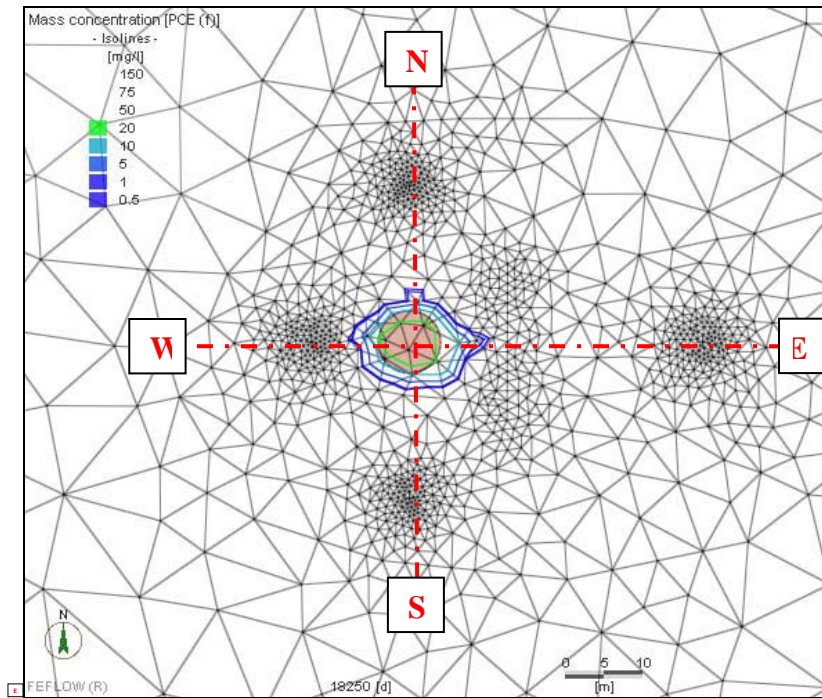 Mass concentration [PCE (f)]
- Isolines -
[mg/l]
150
75
50
20
10
5
1
0.5
N
W
E
S
N
0 5 10
E
FEFLOW (R)
18250 [d]
[m]